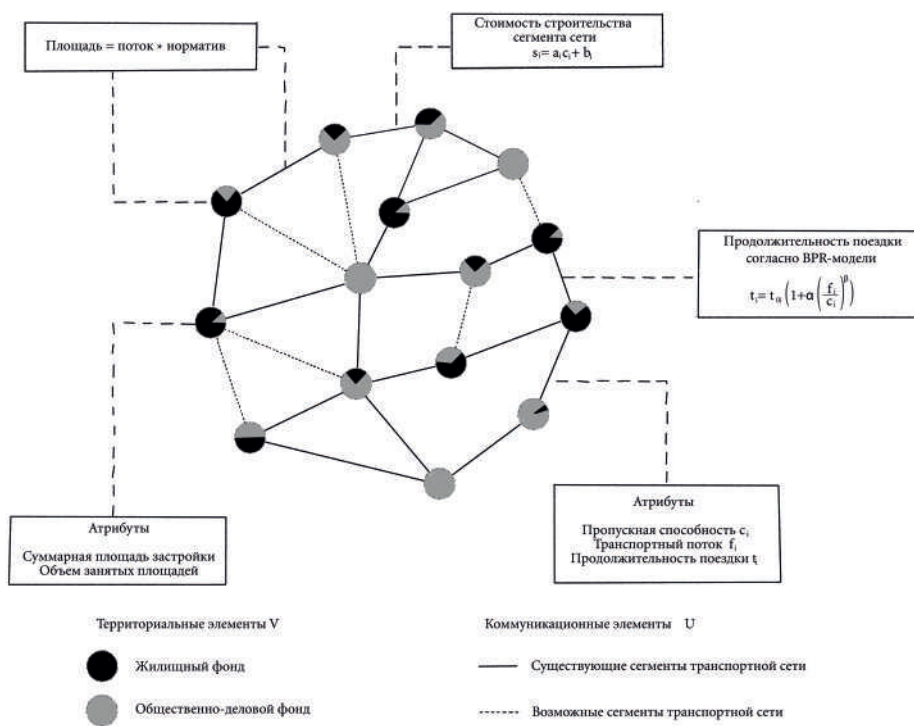 Площадь = поток * норматив
Стоимость строительства
сегмента сети
sᵢ= aᵢcᵢ+ bᵢ
Продолжительность поездки
согласно BPR-модели
tᵢ= t₀ᵢ (1+α (fᵢ/cᵢ)^β)
Атрибуты
Суммарная площадь застройки
Объем занятых площадей
Атрибуты
Пропускная способность cᵢ
Транспортный поток fᵢ
Продолжительность поездки tᵢ
Территориальные элементы V
Жилищный фонд
Общественно-деловой фонд
Коммуникационные элементы U
Существующие сегменты транспортной сети
Возможные сегменты транспортной сети